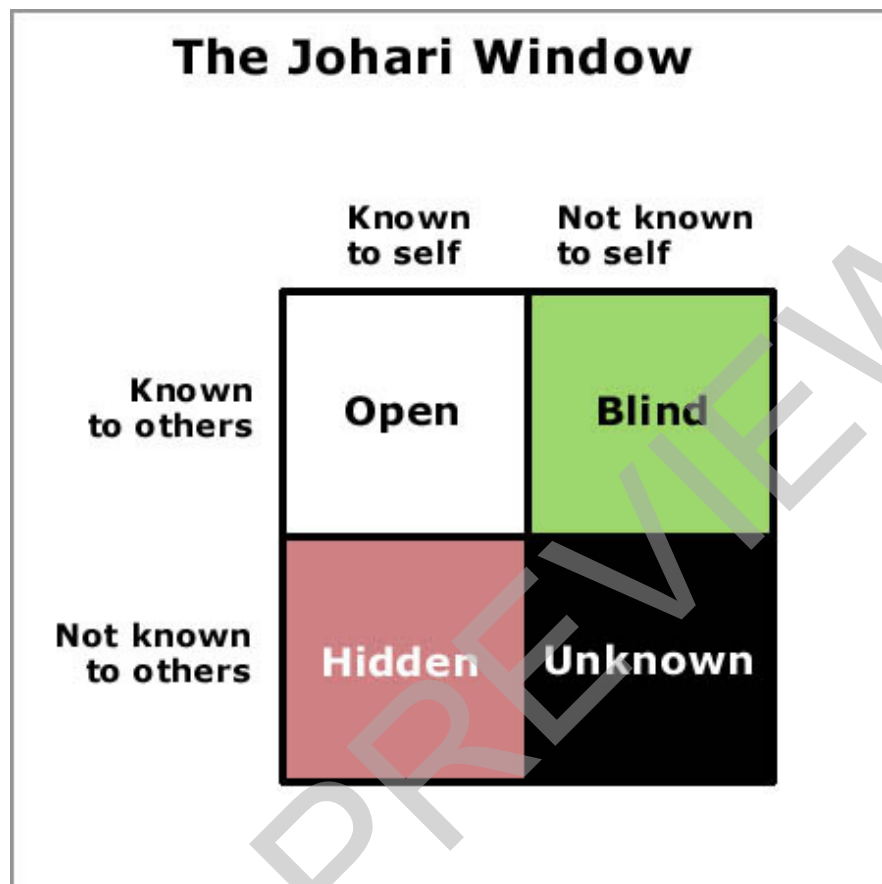 The Johari Window
Known
to self
Not known
to self
Known
to others
Open
Blind
Not known
to others
Hidden
Unknown
PREVIEW